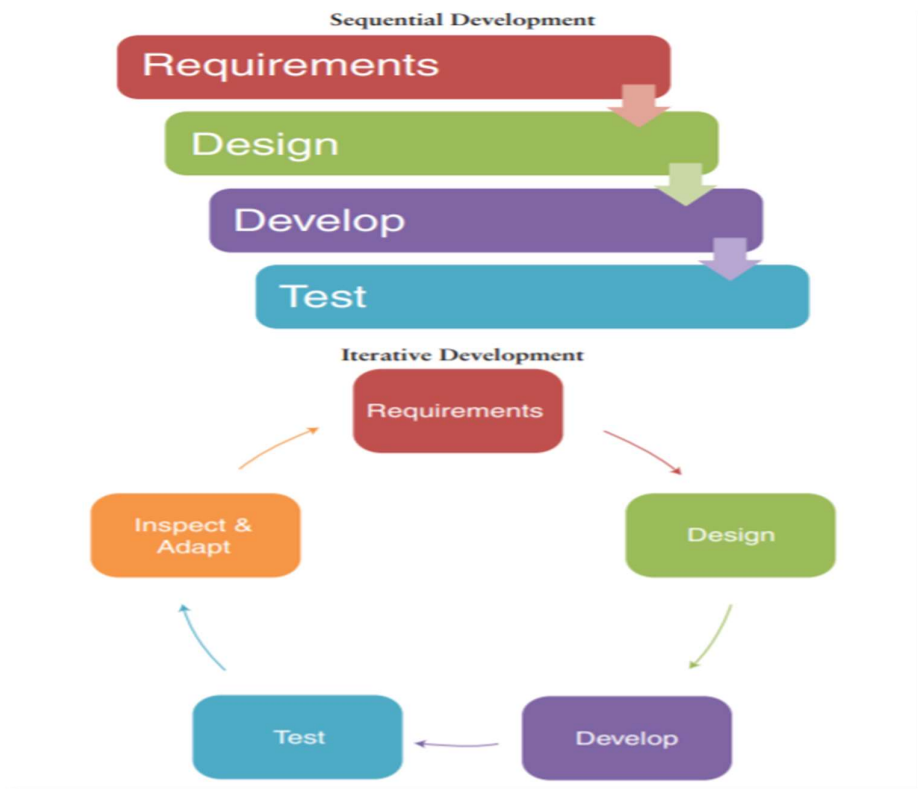 Sequential Development
Requirements
Design
Develop
Test
Iterative Development
Requirements
Design
Develop
Test
Inspect &
Adapt